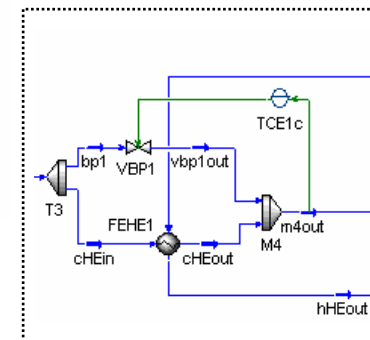 TCE1c
bp1
VBP1
vbp1out
T3
FEHE1
M4
m4out
cHEin
cHEout
hHEout